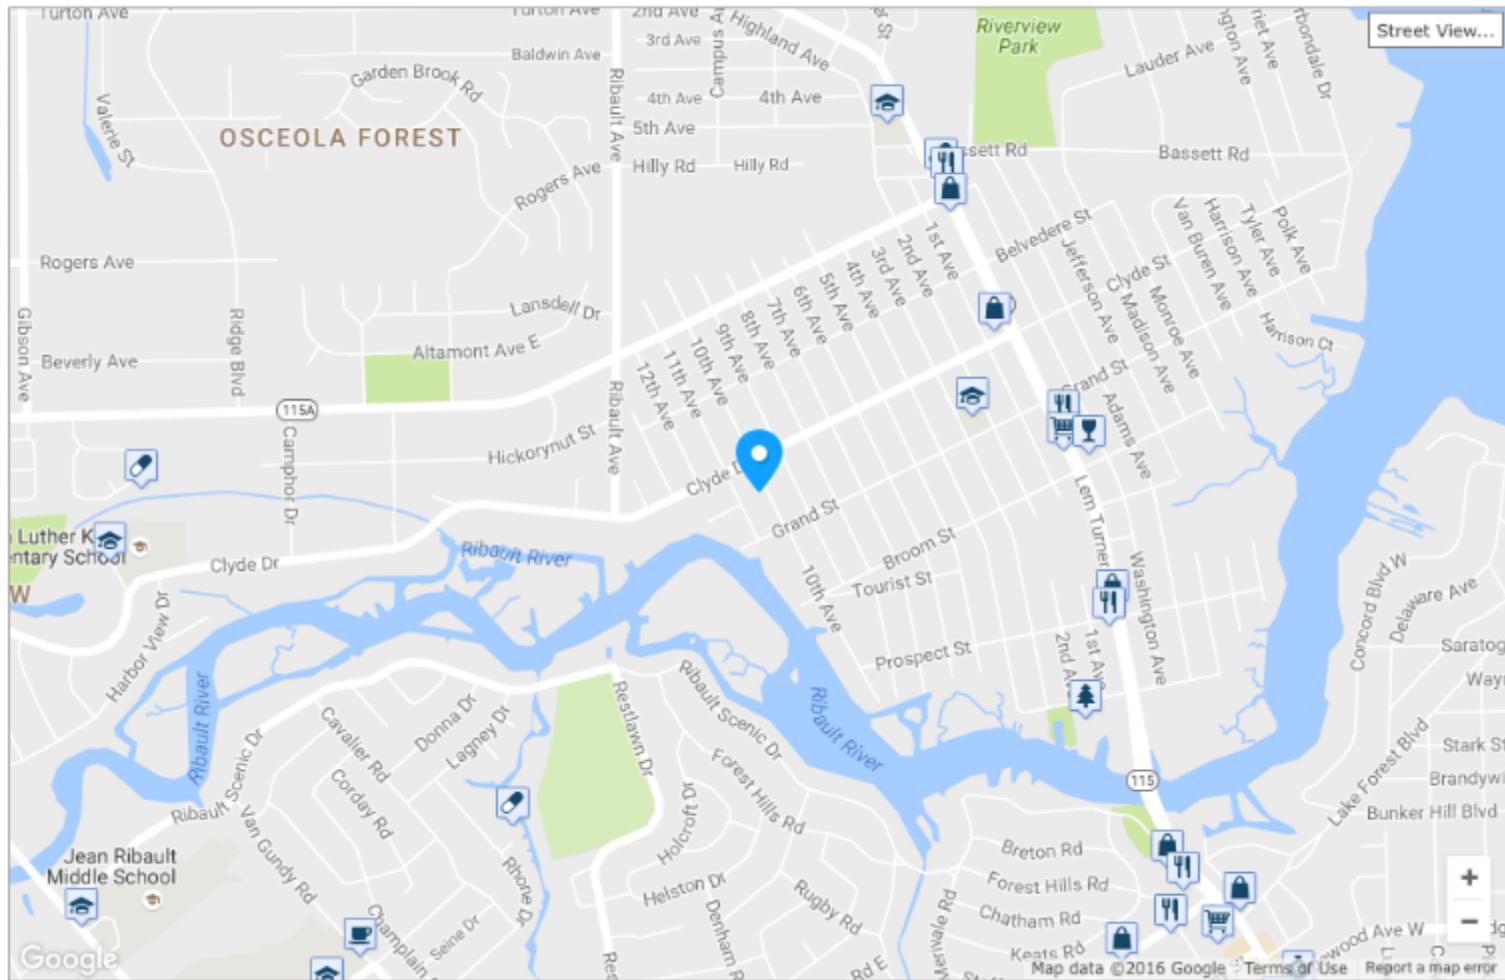 Turton Ave
Turton Ave
2nd Ave
Highland Ave
Riverview
Park
Street View...
3rd Ave
Baldwin Ave
Garden Brook Rd
Lauder Ave
4th Ave
4th Ave
Valerie St
OSCEOLA FOREST
Ribault Ave
5th Ave
Bassett Rd
Hilly Rd
Hilly Rd
Rogers Ave
Rogers Ave
Belvedere St
1st Ave
2nd Ave
3rd Ave
4th Ave
5th Ave
6th Ave
7th Ave
8th Ave
9th Ave
10th Ave
11th Ave
12th Ave
Jefferson Ave
Madison Ave
Monroe Ave
Clyde St
Van Buren Ave
Harrison Ave
Tyler Ave
Polk Ave
Harrison Ct
Gibson Ave
Ridge Blvd
Lansdell Dr
Altamont Ave E
Beverly Ave
115A
Camphor Dr
Hickorynut St
Ribault Ave
Grand St
Adams Ave
Clyde D
Grand St
Lem Turner
Broom St
Tourist St
10th Ave
Washington Ave
Luther K
entary School
W
Clyde Dr
Ribault River
Harbor View Dr
Concord Blvd W
Delaware Ave
Saratog
Prospect St
2nd A
1st Ave
Way
Ribault River
Cavalier Rd
Donna Dr
Lagney Dr
Restlawn Dr
Ribault Scenic Dr
Ribault River
Forest Hills Rd
115
Lake Forest Blvd
Stark St
Brandywi
Bunker Hill Blvd
Ribault Scenic Dr
Corday Rd
Van Gundy Rd
Holcroft Dr
Jean Ribault
Middle School
Rhone Dr
Helston Dr
Rugby Rd
Denham R
Breton Rd
Forest Hills Rd
Chatham Rd
Keats Rd
Merivale Rd
Champlain
Seine Dr
Res
Rd E
wood Ave W
+
−
Google
Map data ©2016 Google
Terms of Use
Report a map error